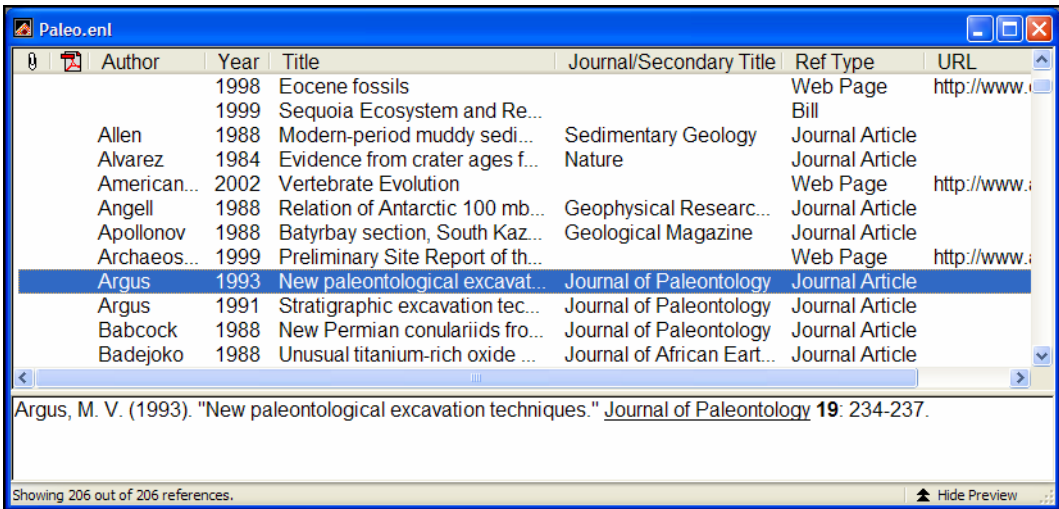 Paleo.enl
Author Year Title Journal/Secondary Title Ref Type URL
1998 Eocene fossils Web Page http://www.
1999 Sequoia Ecosystem and Re... Bill
Allen 1988 Modern-period muddy sedi... Sedimentary Geology Journal Article
Alvarez 1984 Evidence from crater ages f... Nature Journal Article
American... 2002 Vertebrate Evolution Web Page http://www.
Angell 1988 Relation of Antarctic 100 mb... Geophysical Researc... Journal Article
Apollonov 1988 Batyrbay section, South Kaz... Geological Magazine Journal Article
Archaeos... 1999 Preliminary Site Report of th... Web Page http://www.
Argus 1993 New paleontological excavat... Journal of Paleontology Journal Article
Argus 1991 Stratigraphic excavation tec... Journal of Paleontology Journal Article
Babcock 1988 New Permian conulariids fro... Journal of Paleontology Journal Article
Badejoko 1988 Unusual titanium-rich oxide ... Journal of African Eart... Journal Article
Argus, M. V. (1993). "New paleontological excavation techniques." Journal of Paleontology 19: 234-237.
Showing 206 out of 206 references. Hide Preview